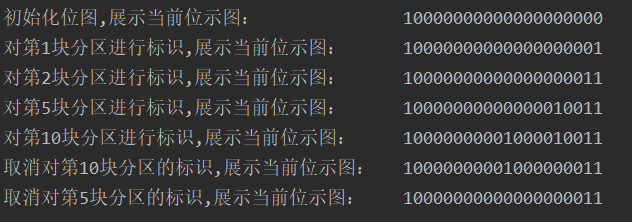 初始化位图,展示当前位示图： 10000000000000000000
对第1块分区进行标识,展示当前位示图： 10000000000000000001
对第2块分区进行标识,展示当前位示图： 10000000000000000011
对第5块分区进行标识,展示当前位示图： 10000000000000010011
对第10块分区进行标识,展示当前位示图： 10000000001000010011
取消对第10块分区的标识,展示当前位示图： 10000000001000000011
取消对第5块分区的标识,展示当前位示图： 10000000000000000011